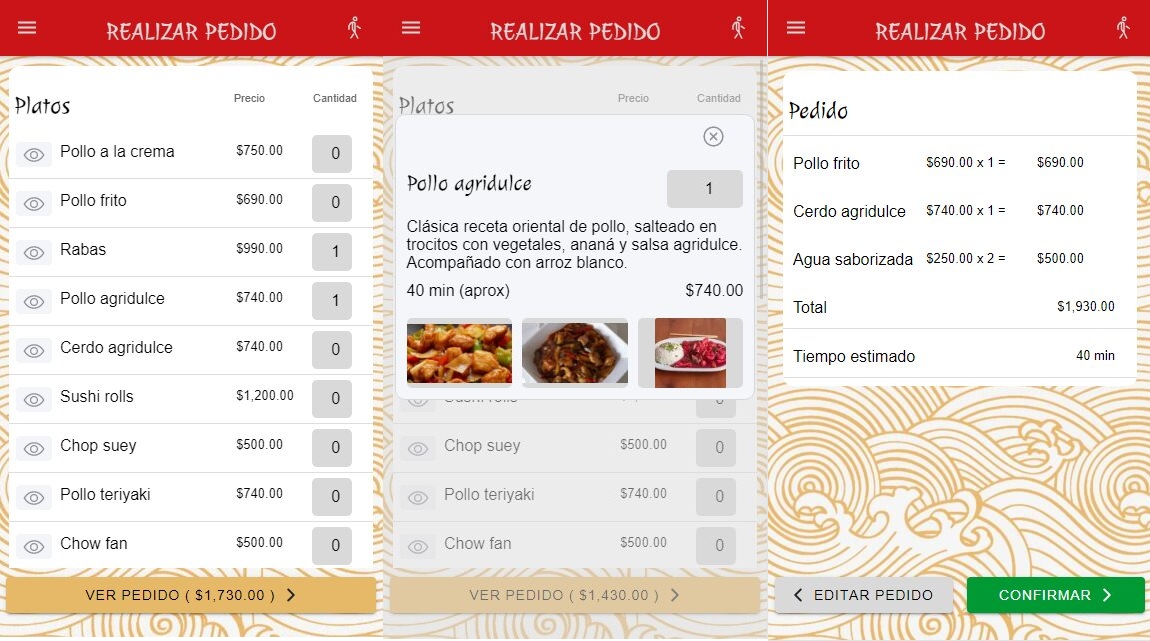 REALIZAR PEDIDO
Platos Precio Cantidad
Pollo a la crema $750.00 0
Pollo frito $690.00 0
Rabas $990.00 1
Pollo agridulce $740.00 1
Cerdo agridulce $740.00 0
Sushi rolls $1,200.00 0
Chop suey $500.00 0
Pollo teriyaki $740.00 0
Chow fan $500.00 0
VER PEDIDO ( $1,730.00 )
REALIZAR PEDIDO
Platos Precio Cantidad
Pollo agridulce 1
Clásica receta oriental de pollo, salteado en
trocitos con vegetales, ananá y salsa agridulce.
Acompañado con arroz blanco.
40 min (aprox) $740.00
Sushi rolls 0
Chop suey $500.00 0
Pollo teriyaki $740.00 0
Chow fan $500.00 0
VER PEDIDO ( $1,430.00 )
REALIZAR PEDIDO
Pedido
Pollo frito $690.00 x 1 = $690.00
Cerdo agridulce $740.00 x 1 = $740.00
Agua saborizada $250.00 x 2 = $500.00
Total $1,930.00
Tiempo estimado 40 min
EDITAR PEDIDO CONFIRMAR